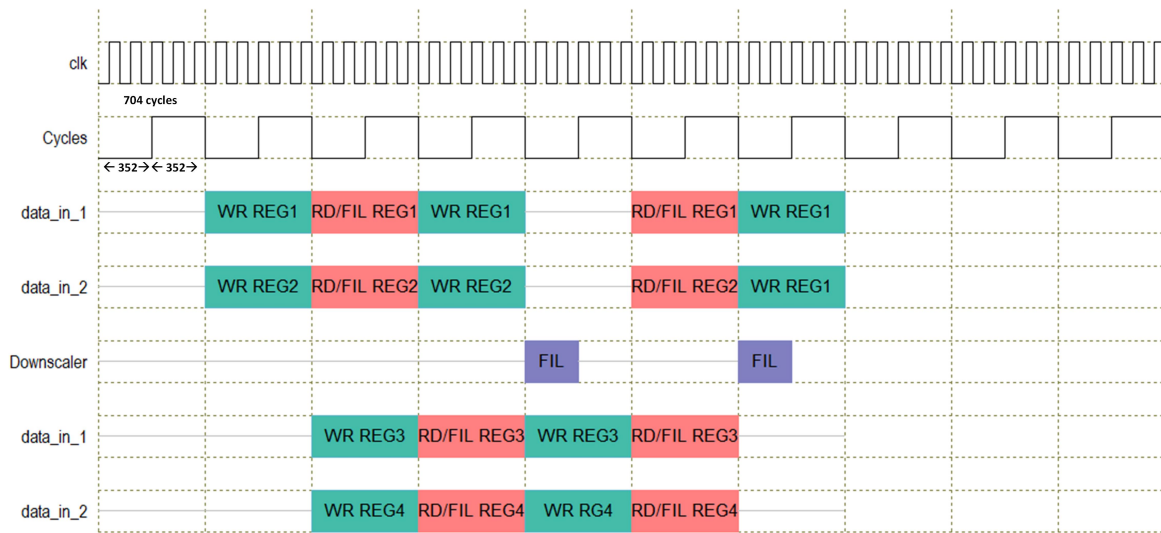 clk
704 cycles
Cycles
←352→←352→
data_in_1 WR REG1 RD/FIL REG1 WR REG1 RD/FIL REG1 WR REG1
data_in_2 WR REG2 RD/FIL REG2 WR REG2 RD/FIL REG2 WR REG1
Downscaler FIL FIL
data_in_1 WR REG3 RD/FIL REG3 WR REG3 RD/FIL REG3
data_in_2 WR REG4 RD/FIL REG4 WR RG4 RD/FIL REG4